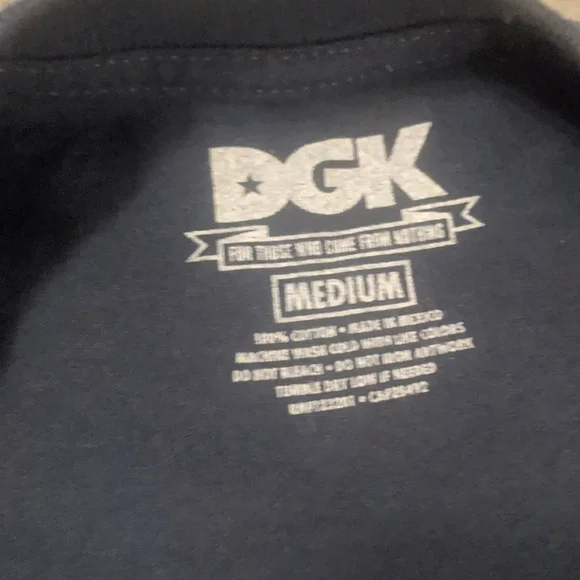 DGK
FOR THOSE WHO COME FROM NOTHING
MEDIUM
100% COTTON • MADE IN MEXICO
MACHINE WASH COLD WITH LIKE COLORS
DO NOT BLEACH • DO NOT IRON ARTWORK
TUMBLE DRY LOW IF NEEDED